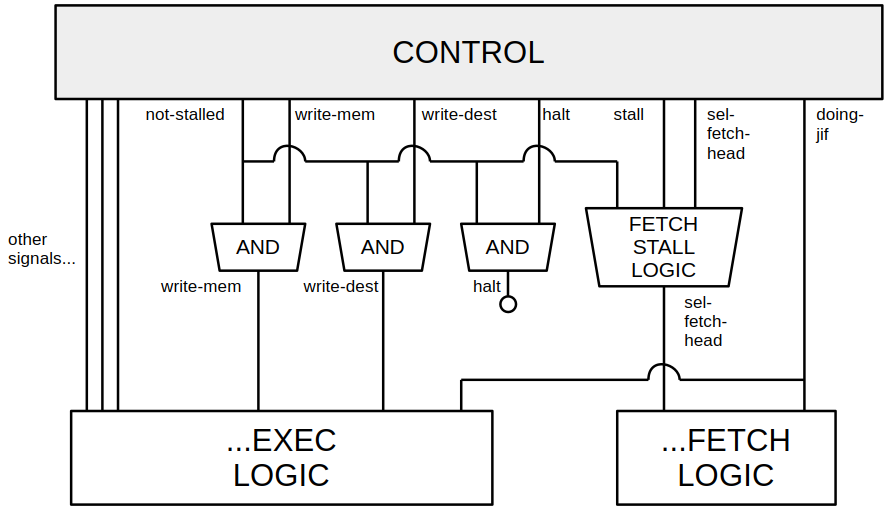 CONTROL
not-stalled
write-mem
write-dest
halt
stall
sel-
fetch-
head
doing-
jif
other
signals...
AND
AND
AND
FETCH
STALL
LOGIC
write-mem
write-dest
halt
sel-
fetch-
head
...EXEC
LOGIC
...FETCH
LOGIC